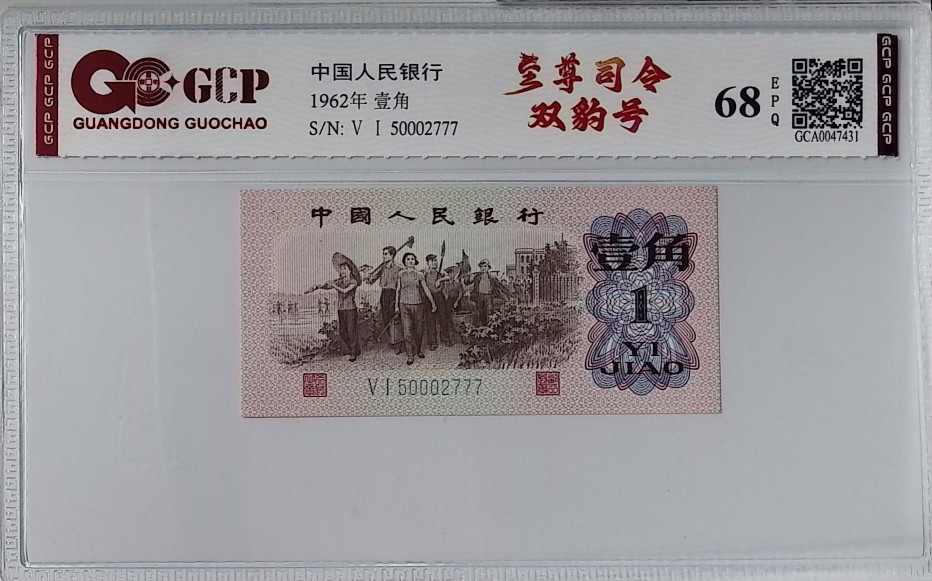 GCP GCP GCP
GCP
GUANGDONG GUOCHAO
中国人民银行
1962年 壹角
S/N: V I 50002777
至尊司令
双豹号
68
EPQ
GCA0047431
GCP GCP GCP
中國人民銀行
壹角
1
YI
JIAO
V I 50002777